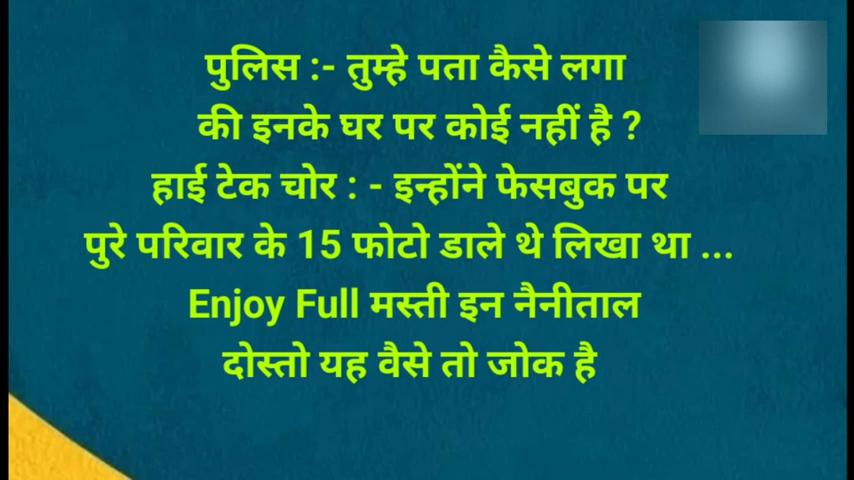 पुलिस :- तुम्हे पता कैसे लगा
की इनके घर पर कोई नहीं है ?
हाई टेक चोर : - इन्होंने फेसबुक पर
पुरे परिवार के 15 फोटो डाले थे लिखा था ...
Enjoy Full मस्ती इन नैनीताल
दोस्तो यह वैसे तो जोक है